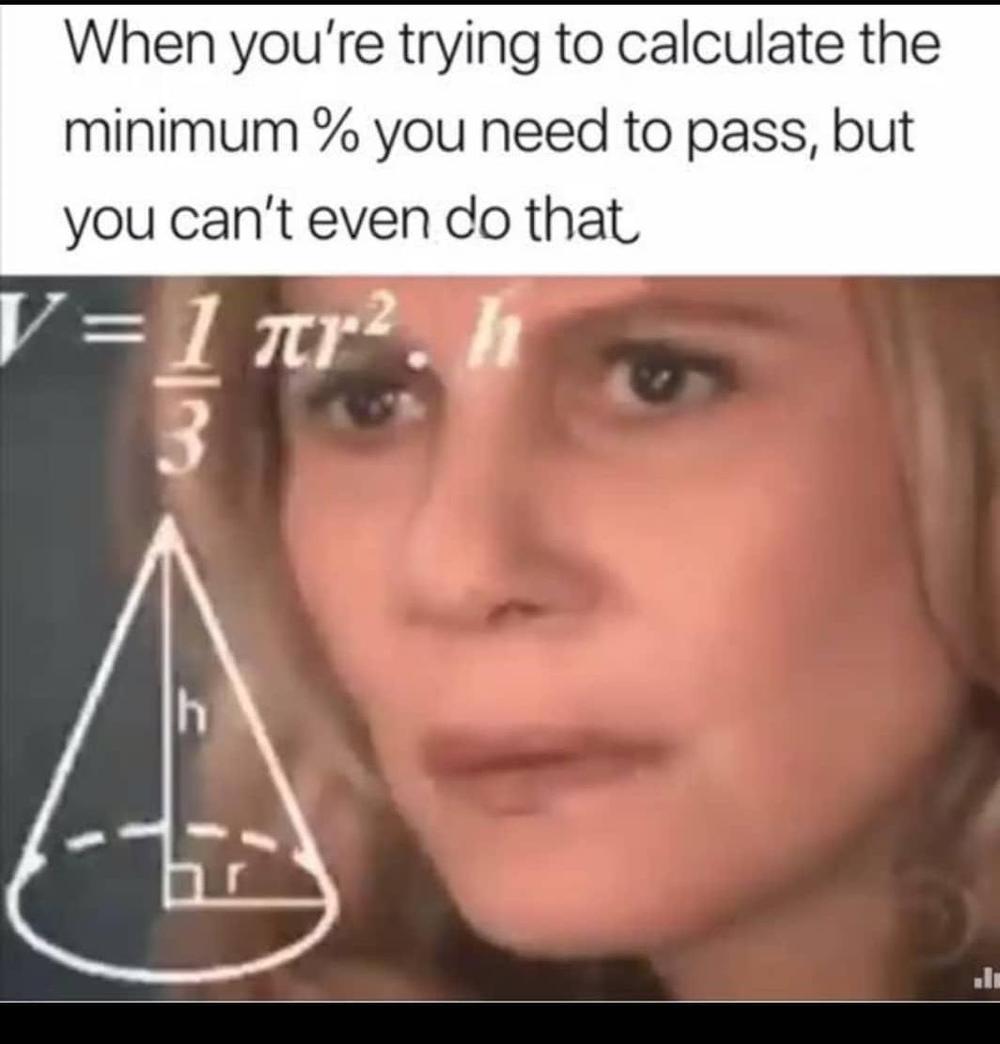 When you're trying to calculate the
minimum % you need to pass, but
you can't even do that
V = 1 πr². h
3
h
r